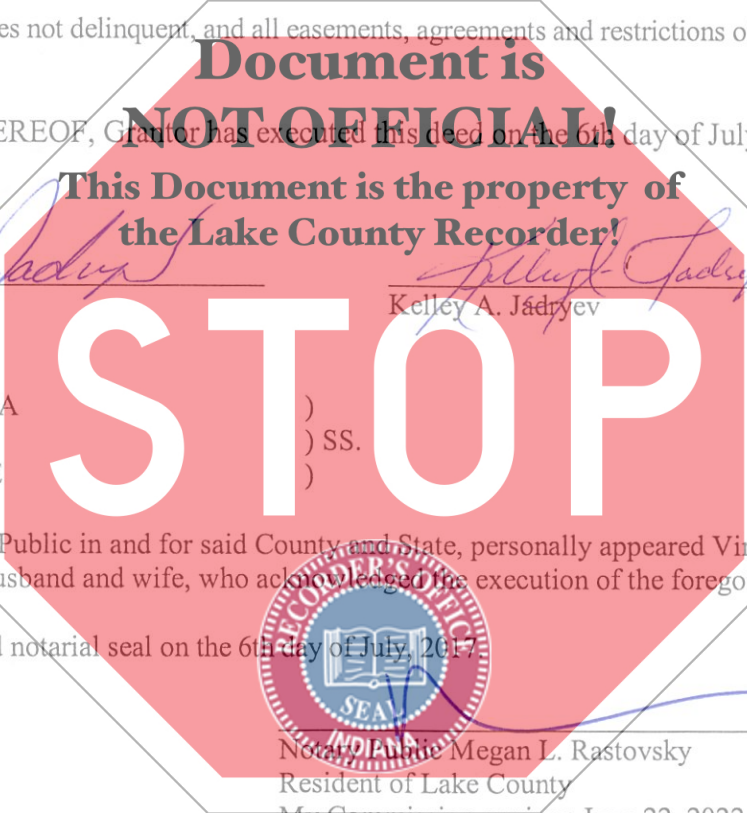 es not delinquent, and all easements, agreements and restrictions o
Document is
NOT OFFICIAL!
EREOF, Grantor has executed this deed on the 6th day of July
This Document is the property of
the Lake County Recorder!
Kelley A. Jadryev
STOP
A )
) SS.
)
Public in and for said County and State, personally appeared Vin
usband and wife, who acknowledged the execution of the forego
notarial seal on the 6th day of July, 2017.
RECORDER'S OFFICE
SEAL
INDIANA
Notary Public Megan L. Rastovsky
Resident of Lake County